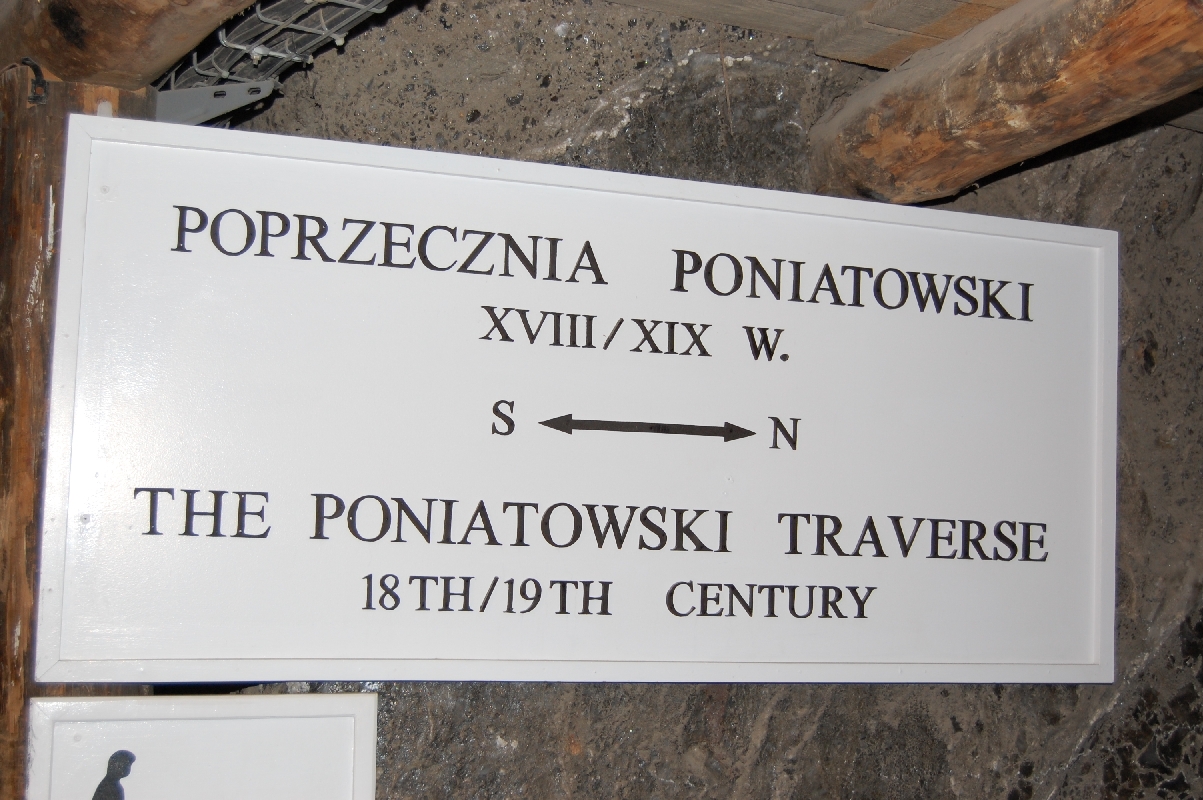 POPRZECZNIA PONIATOWSKI
XVIII/XIX W.
S N
THE PONIATOWSKI TRAVERSE
18TH/19TH CENTURY